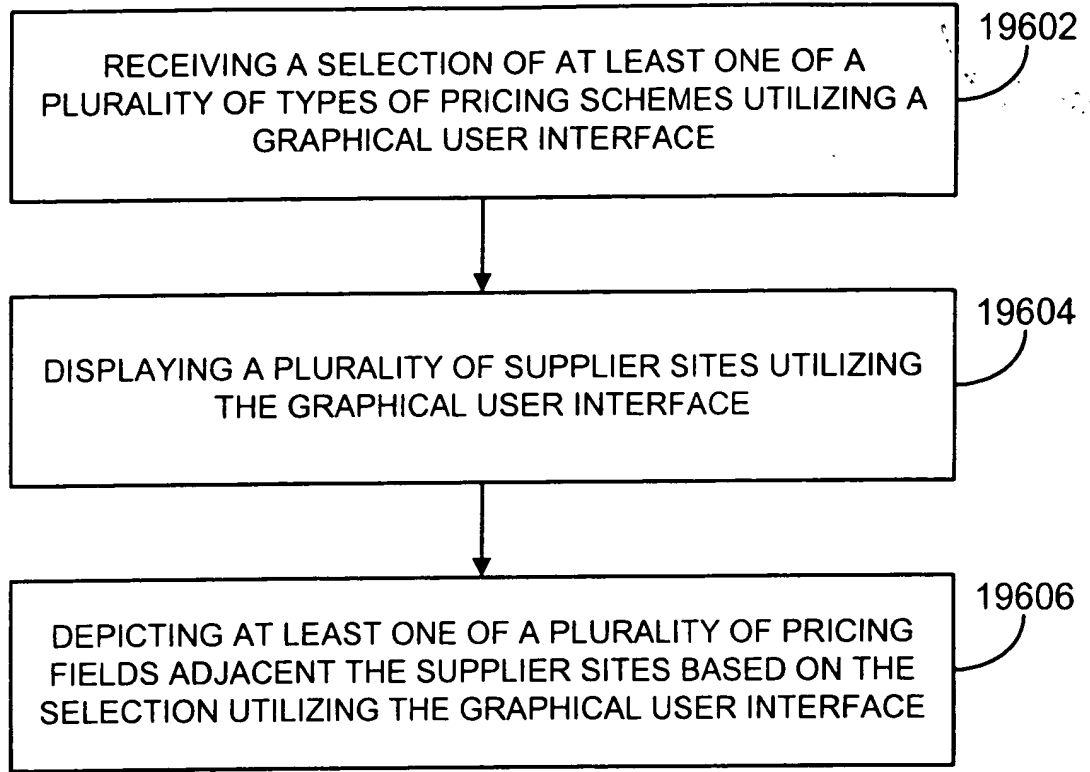 19602
RECEIVING A SELECTION OF AT LEAST ONE OF A
PLURALITY OF TYPES OF PRICING SCHEMES UTILIZING A
GRAPHICAL USER INTERFACE
19604
DISPLAYING A PLURALITY OF SUPPLIER SITES UTILIZING
THE GRAPHICAL USER INTERFACE
19606
DEPICTING AT LEAST ONE OF A PLURALITY OF PRICING
FIELDS ADJACENT THE SUPPLIER SITES BASED ON THE
SELECTION UTILIZING THE GRAPHICAL USER INTERFACE